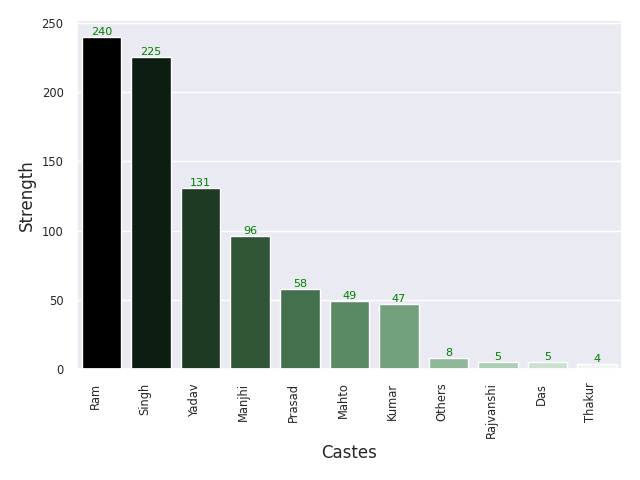 250
200
150
100
50
0
Strength
240
225
131
96
58
49
47
8
5
5
4
Ram
Singh
Yadav
Manjhi
Prasad
Mahto
Kumar
Others
Rajvanshi
Das
Thakur
Castes